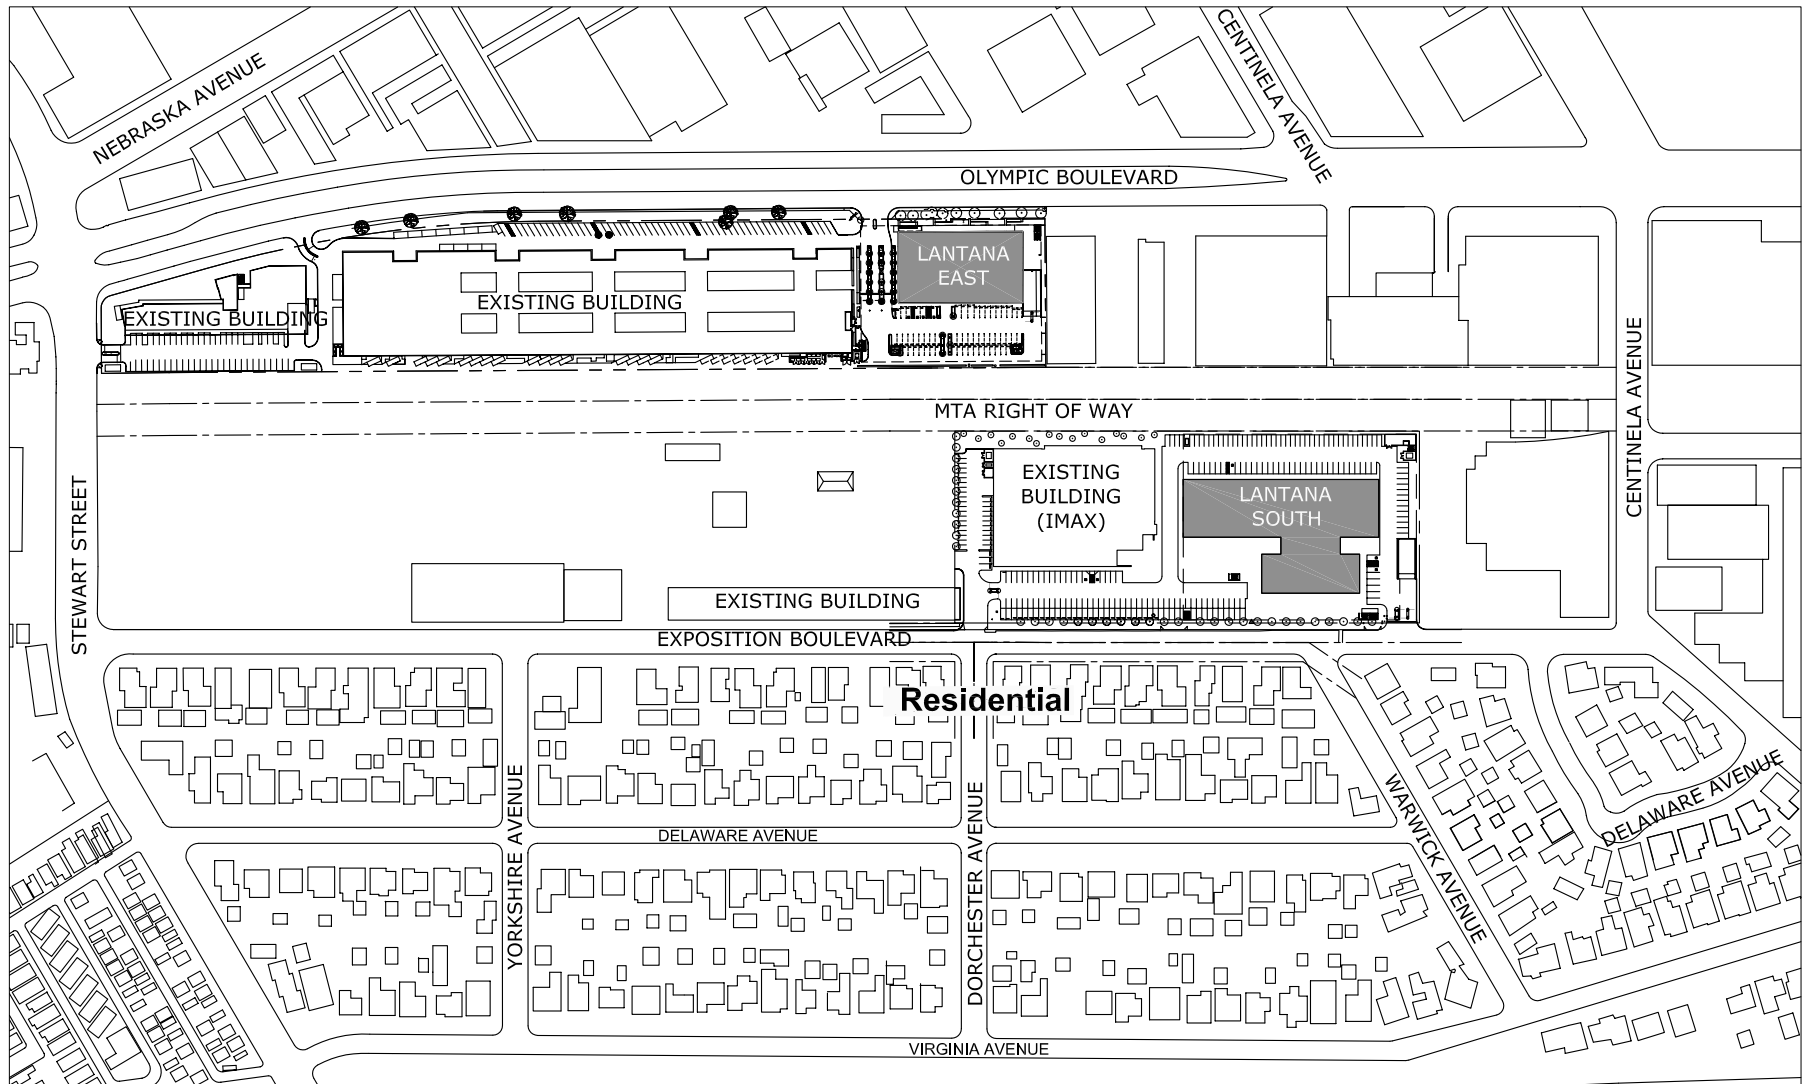 NEBRASKA AVENUE
CENTINELA AVENUE
OLYMPIC BOULEVARD
LANTANA
EAST
EXISTING BUILDING
EXISTING BUILDING
MTA RIGHT OF WAY
CENTINELA AVENUE
STEWART STREET
EXISTING
BUILDING
(IMAX)
LANTANA
SOUTH
EXISTING BUILDING
EXPOSITION BOULEVARD
Residential
YORKSHIRE AVENUE
DELAWARE AVENUE
DORCHESTER AVENUE
WARWICK AVENUE
DELAWARE AVENUE
VIRGINIA AVENUE